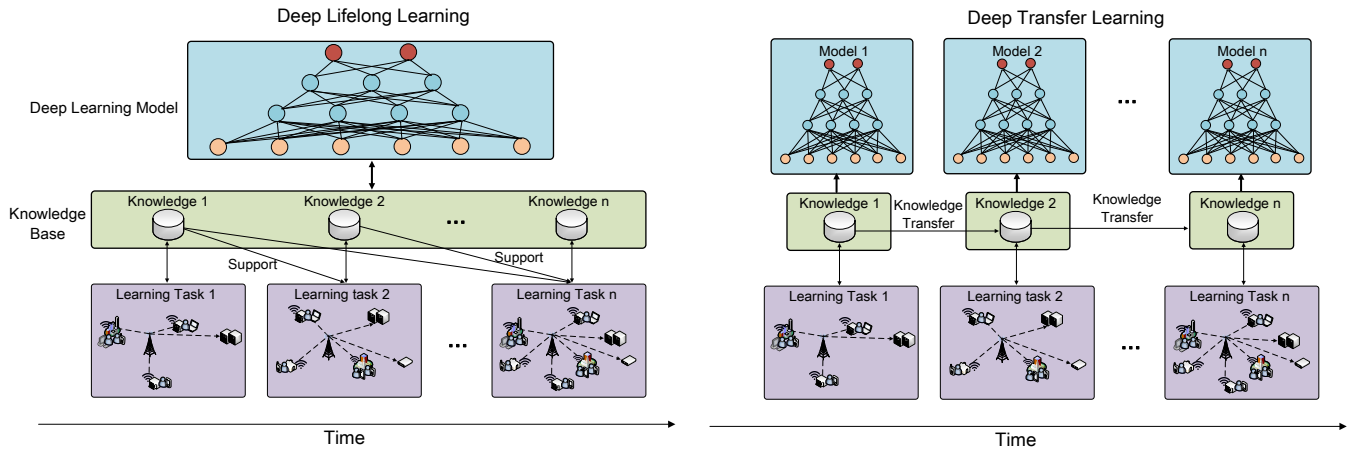 Deep Lifelong Learning
Deep Learning Model
Knowledge
Base
Knowledge 1
Knowledge 2
...
Knowledge n
Support
Support
Learning Task 1
Learning task 2
...
Learning Task n
Time
Deep Transfer Learning
Model 1
Model 2
...
Model n
Knowledge 1
Knowledge
Transfer
Knowledge 2
Knowledge
Transfer
Knowledge n
Learning Task 1
Learning task 2
...
Learning Task n
Time